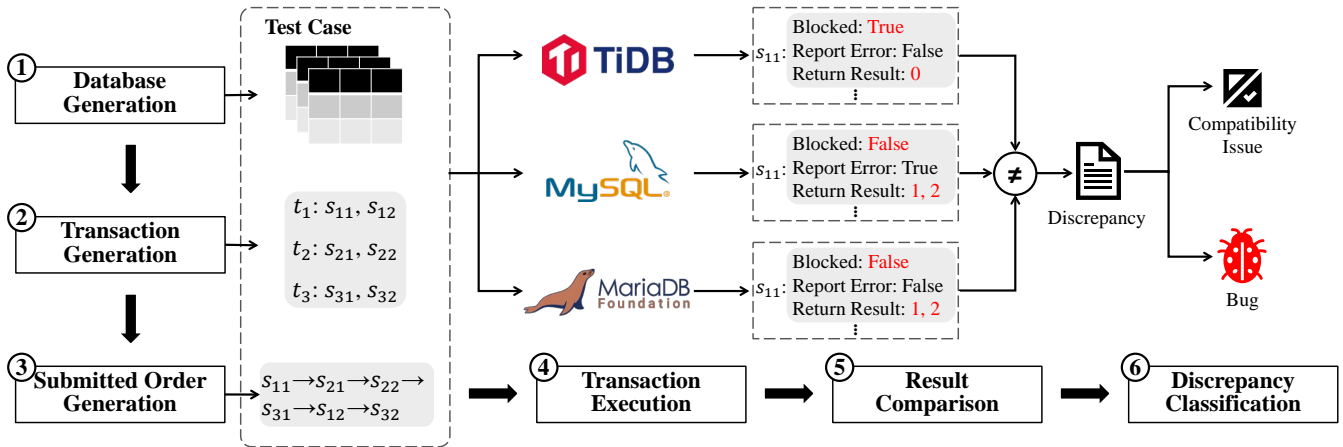 Test Case
1
Database
Generation
2
Transaction
Generation
t₁: s₁₁, s₁₂
t₂: s₂₁, s₂₂
t₃: s₃₁, s₃₂
3
Submitted Order
Generation
s₁₁→s₂₁→s₂₂→
s₃₁→s₁₂→s₃₂
TiDB
s₁₁:
Blocked: True
Report Error: False
Return Result: 0
⋮
MySQL®
s₁₁:
Blocked: False
Report Error: True
Return Result: 1, 2
⋮
MariaDB
Foundation
s₁₁:
Blocked: False
Report Error: False
Return Result: 1, 2
⋮
≠
Discrepancy
Compatibility
Issue
Bug
4
Transaction
Execution
5
Result
Comparison
6
Discrepancy
Classification